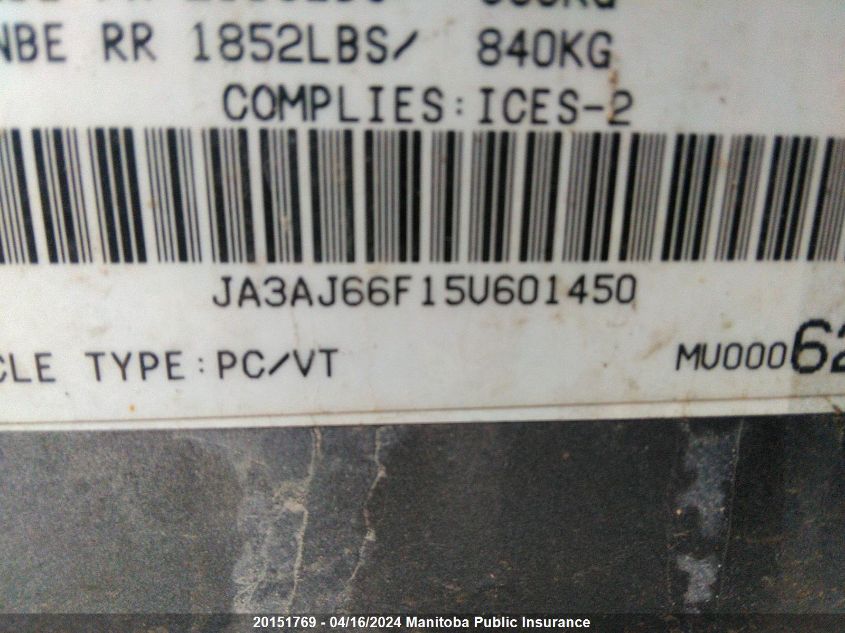 NBE RR 1852LBS/ 840KG
COMPLIES: ICES-2
JA3AJ66F15U601450
CLE TYPE: PC/VT MU00062
20151769 - 04/16/2024 Manitoba Public Insurance